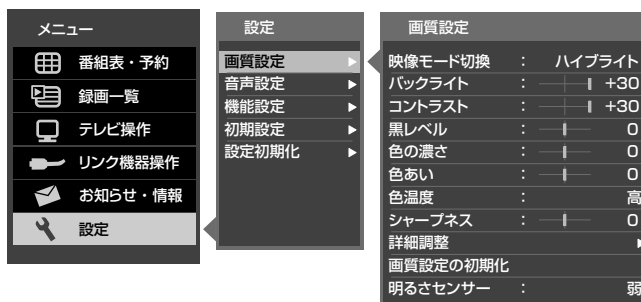 メニュー
番組表・予約
録画一覧
テレビ操作
リンク機器操作
お知らせ・情報
設定
設定
画質設定
音声設定
機能設定
初期設定
設定初期化
画質設定
映像モード切換 : ハイブライト
バックライト : +30
コントラスト : +30
黒レベル : 0
色の濃さ : 0
色あい : 0
色温度 : 高
シャープネス : 0
詳細調整
画質設定の初期化
明るさセンサー : 弱